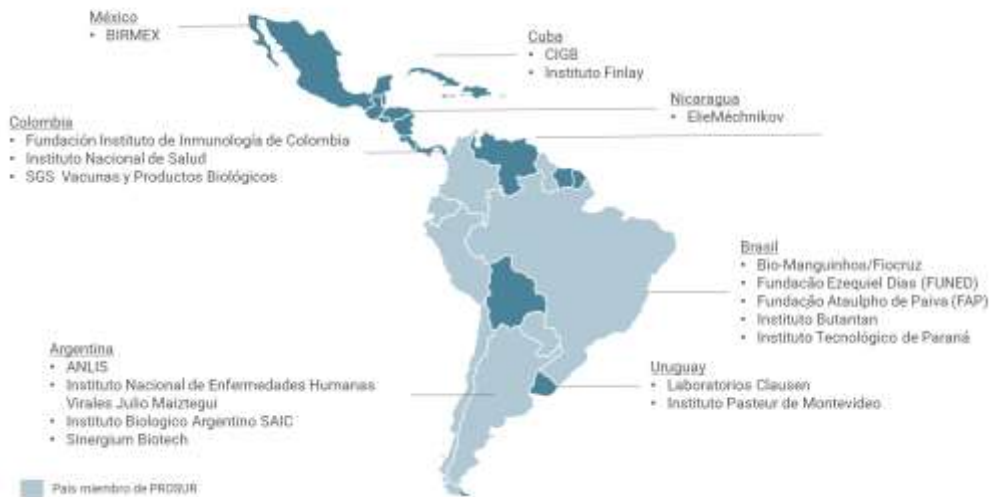 México
• BIRMEX
Cuba
• CIGB
• Instituto Finlay
Nicaragua
• ElieMéchnikov
Colombia
• Fundación Instituto de Inmunología de Colombia
• Instituto Nacional de Salud
• SGS Vacunas y Productos Biológicos
Brasil
• Bio-Manguinhos/Fiocruz
• Fundacão Ezequiel Dias (FUNED)
• Fundação Ataulpho de Paiva (FAP)
• Instituto Butantan
• Instituto Tecnológico de Paraná
Argentina
• ANLIS
• Instituto Nacional de Enfermedades Humanas
Virales Julio Maiztegui
• Instituto Biologico Argentino SAIC
• Sinergium Biotech
Uruguay
• Laboratorios Clausen
• Instituto Pasteur de Montevideo
País miembro de PROSUR